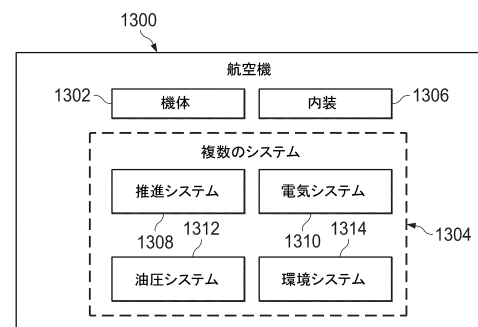 1300
航空機
1302
機体
内装
1306
複数のシステム
推進システム
電気システム
1308
1312
1310
1314
1304
油圧システム
環境システム